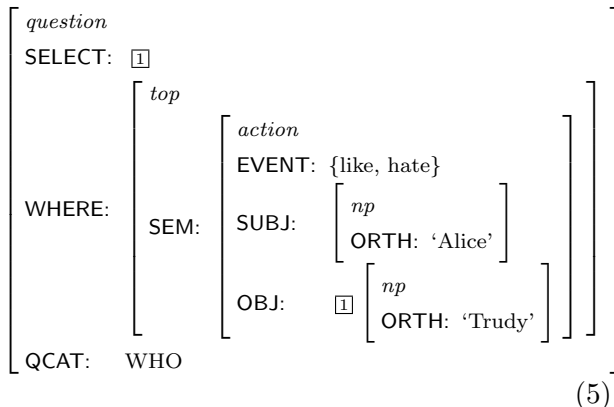 question
SELECT: 1
top
action
EVENT: {like, hate}
np
ORTH: ‘Alice’
SUBJ:
WHERE:
SEM:
np
ORTH: ‘Trudy’
OBJ: 1
QCAT: WHO
(5)